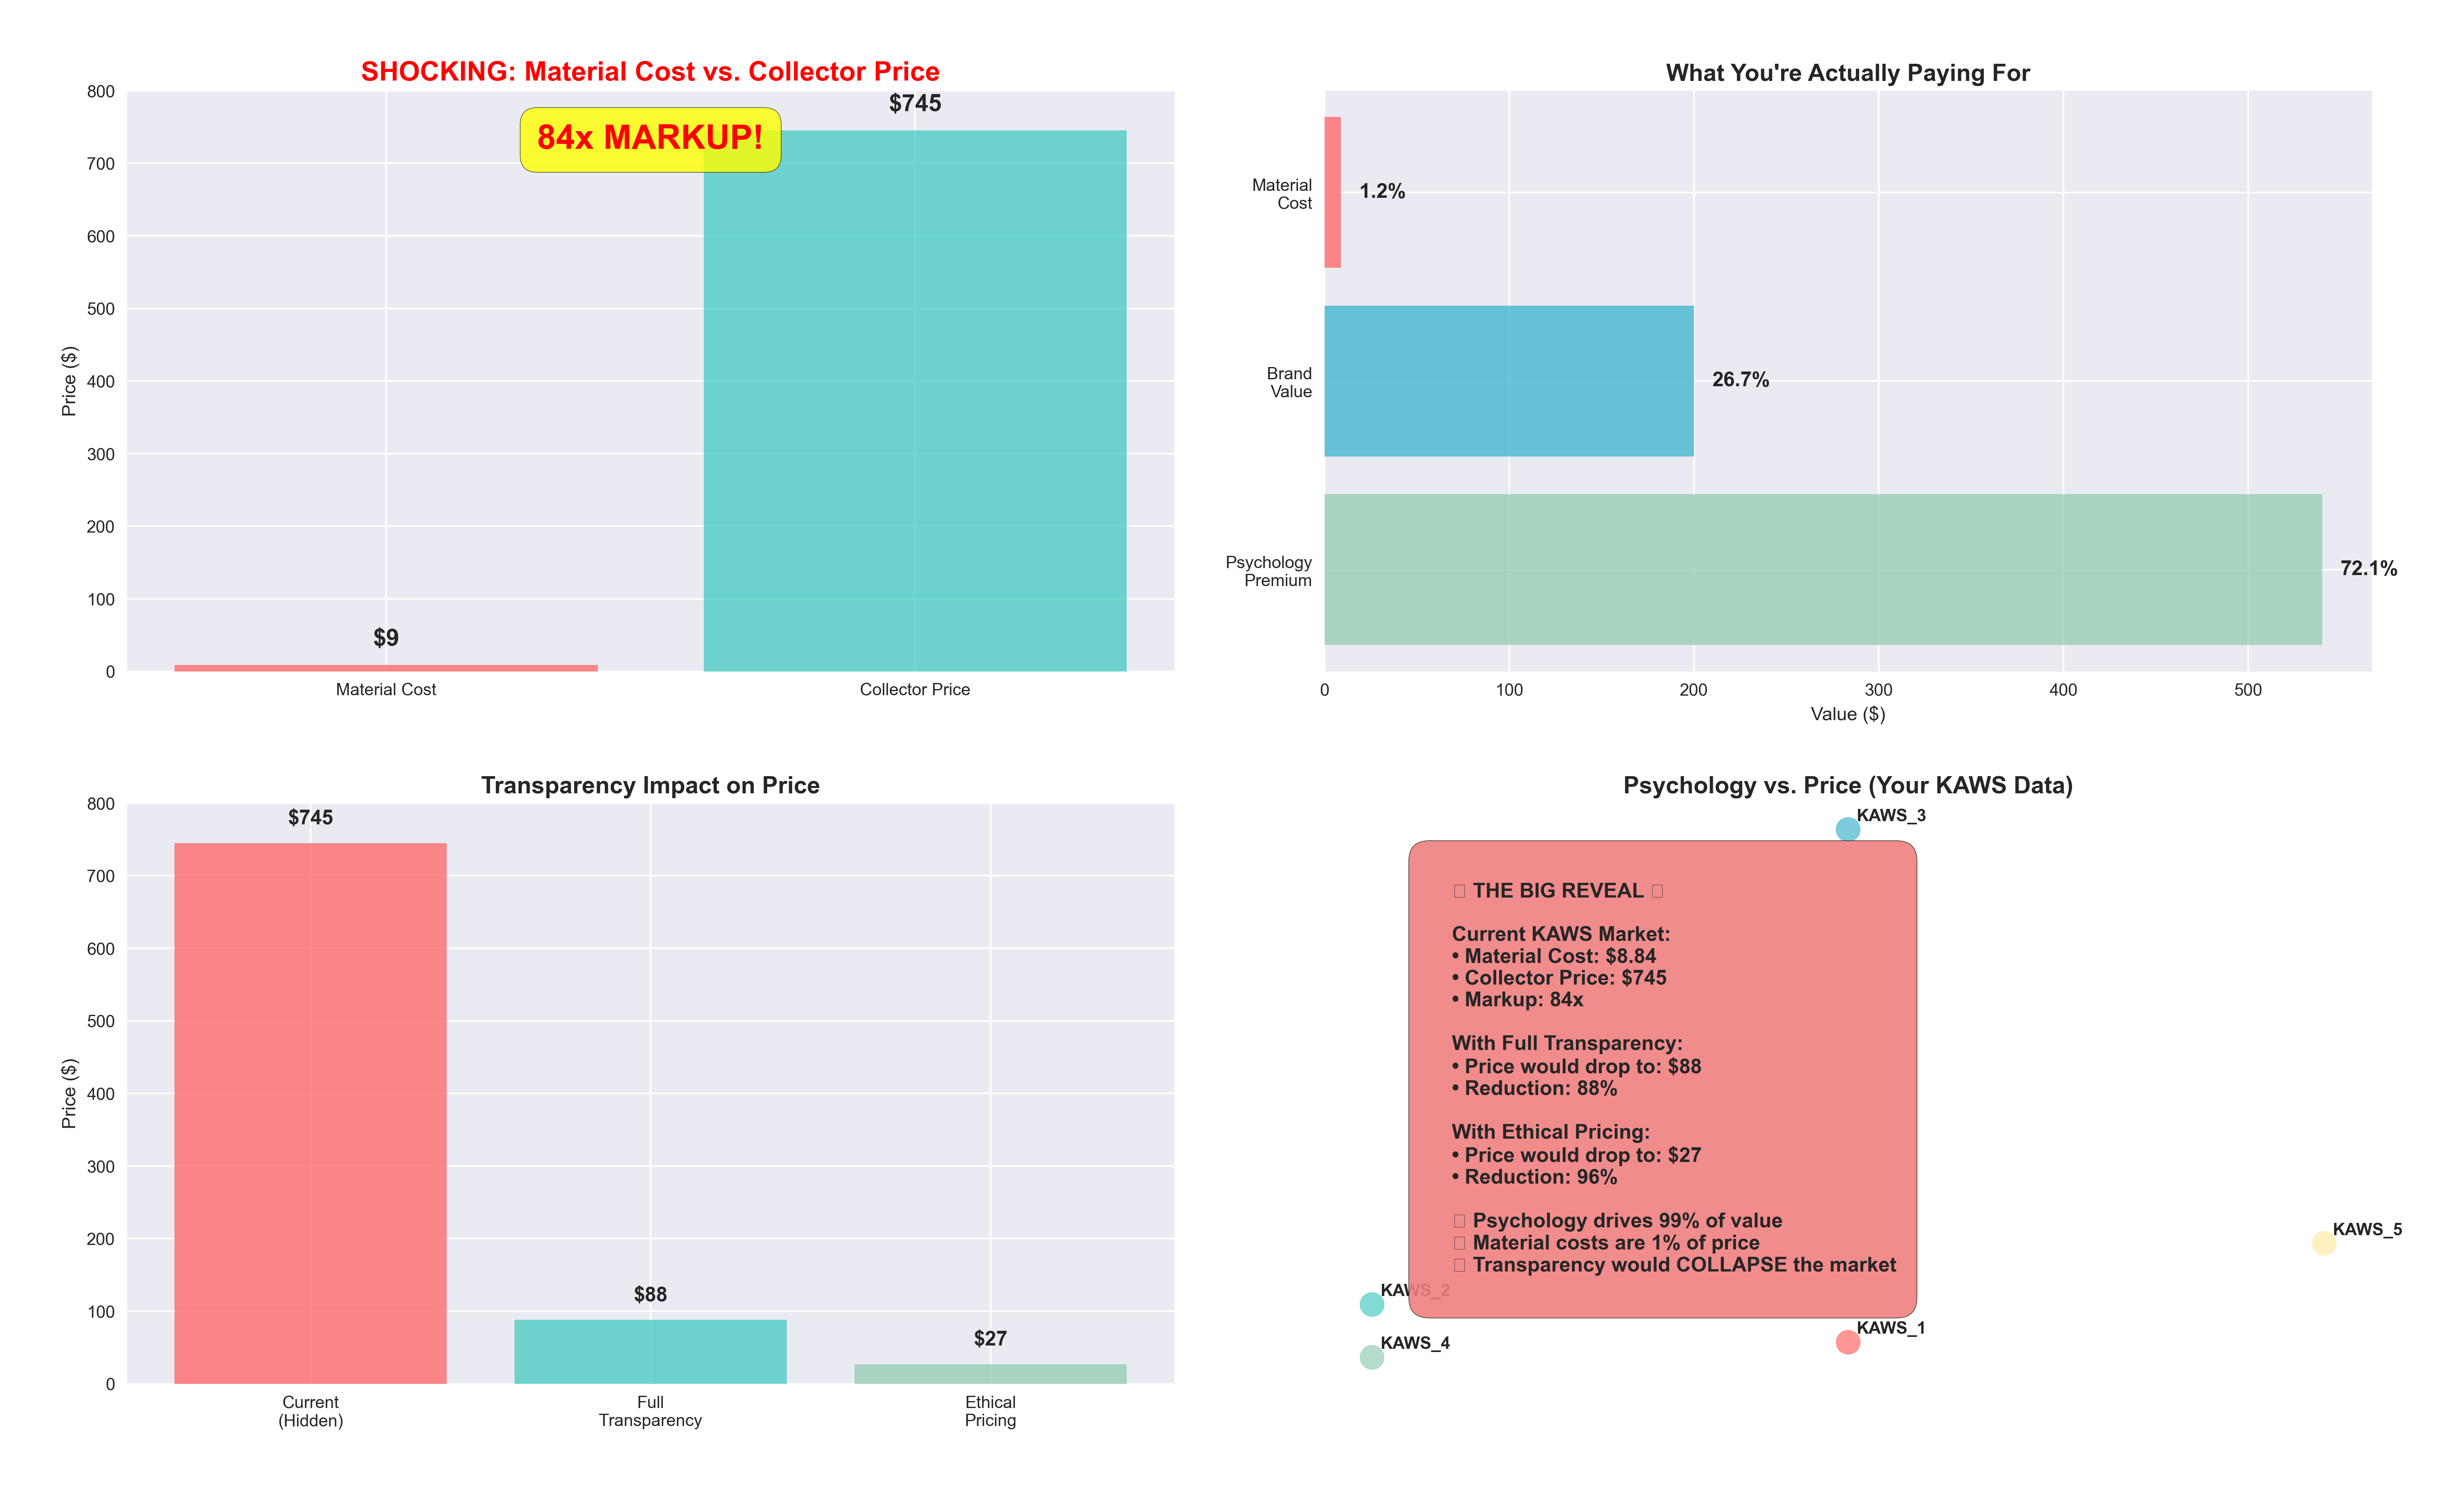 SHOCKING: Material Cost vs. Collector Price
84x MARKUP!
$745
$9
800
700
600
500
400
300
200
100
0
Price ($)
Material Cost
Collector Price
What You're Actually Paying For
Material
Cost
1.2%
Brand
Value
26.7%
Psychology
Premium
72.1%
0
100
200
300
400
500
Value ($)
Transparency Impact on Price
800
700
600
500
400
300
200
100
0
Price ($)
$745
$88
$27
Current
(Hidden)
Full
Transparency
Ethical
Pricing
Psychology vs. Price (Your KAWS Data)
KAWS_3
THE BIG REVEAL
Current KAWS Market:
• Material Cost: $8.84
• Collector Price: $745
• Markup: 84x
With Full Transparency:
• Price would drop to: $88
• Reduction: 88%
With Ethical Pricing:
• Price would drop to: $27
• Reduction: 96%
Psychology drives 99% of value
Material costs are 1% of price
Transparency would COLLAPSE the market
KAWS_5
KAWS_2
KAWS_1
KAWS_4